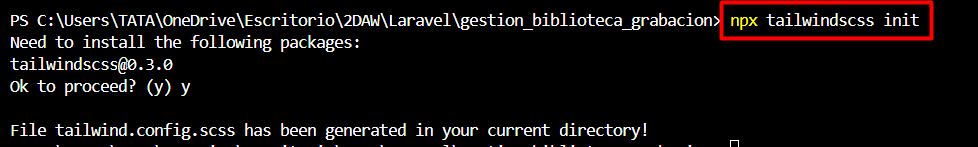 PS C:\Users\TATA\OneDrive\Escritorio\2DAW\Laravel\gestion_biblioteca_grabacion> npx tailwindscss init
Need to install the following packages:
tailwindscss@0.3.0
Ok to proceed? (y) y
File tailwind.config.scss has been generated in your current directory!